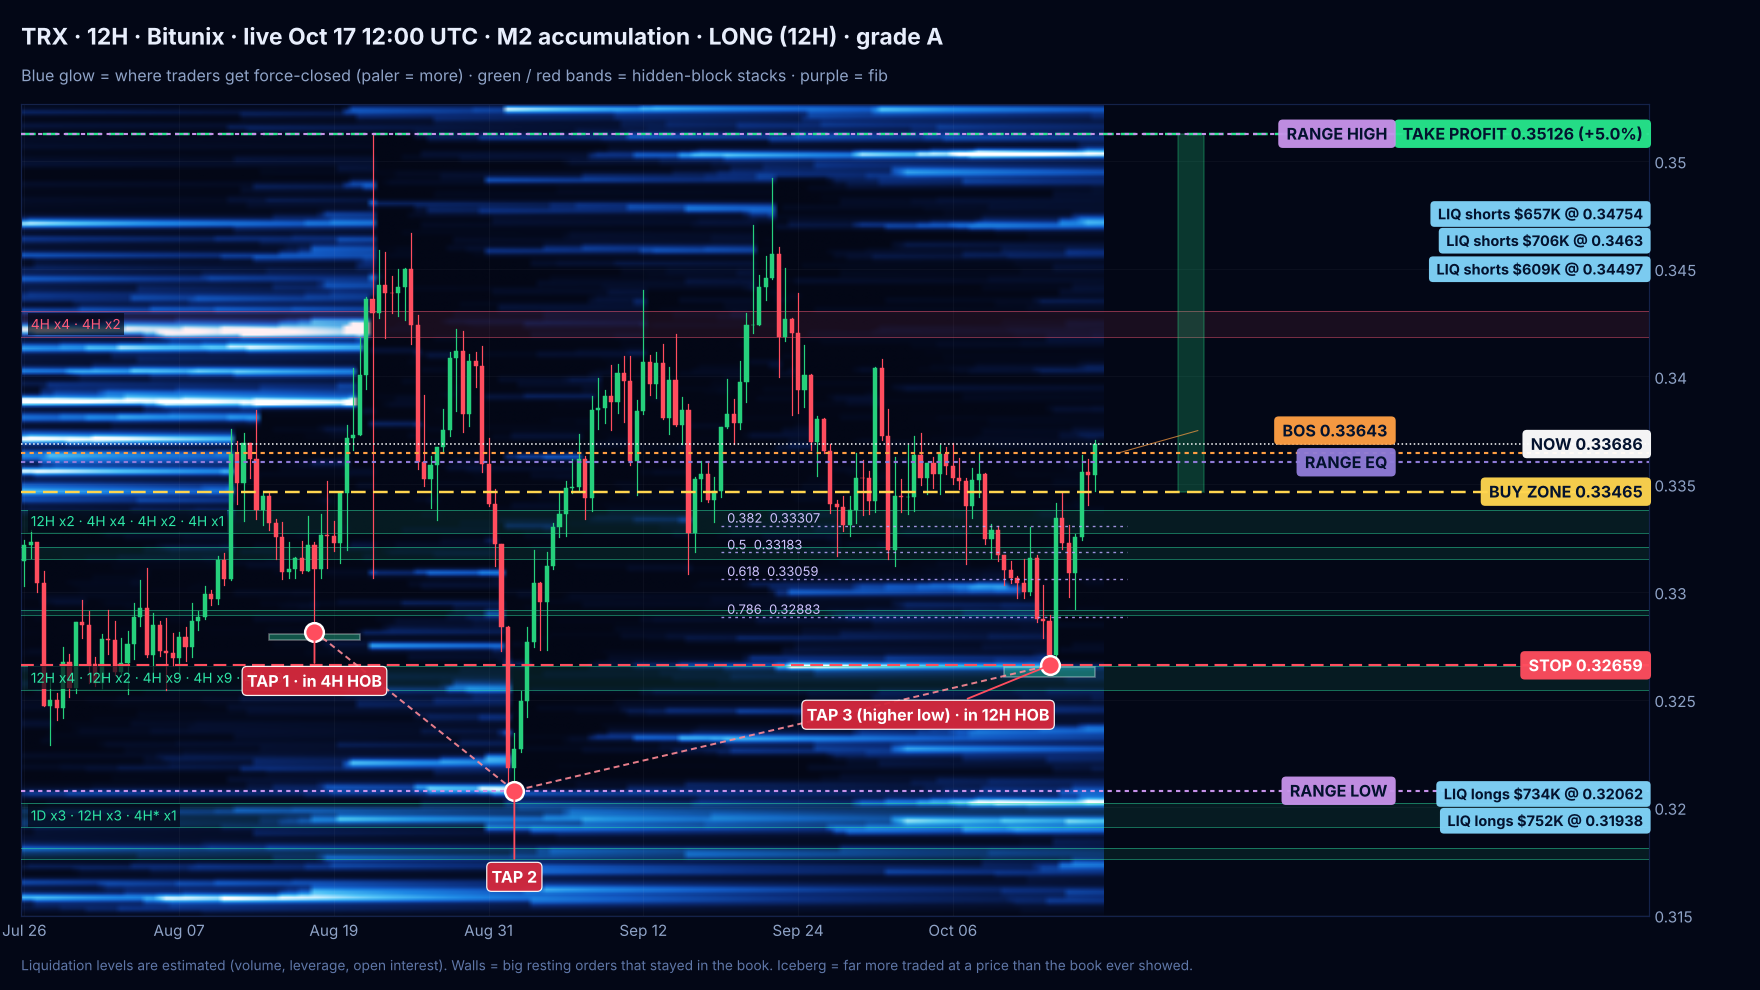 TRX · 12H · Bitunix · live Oct 17 12:00 UTC · M2 accumulation · LONG (12H) · grade A
Blue glow = where traders get force-closed (paler = more) · green / red bands = hidden-block stacks · purple = fib
RANGE HIGH
TAKE PROFIT 0.35126 (+5.0%)
0.35
LIQ shorts $657K @ 0.34754
LIQ shorts $706K @ 0.3463
LIQ shorts $609K @ 0.34497
0.345
4H x4 · 4H x2
0.34
BOS 0.33643
NOW 0.33686
RANGE EQ
BUY ZONE 0.33465
0.335
12H x2 · 4H x4 · 4H x2 · 4H x1
0.382 0.33307
0.5 0.33183
0.618 0.33059
0.33
0.786 0.32883
STOP 0.32659
12H x4 · 12H x2 · 4H x9 · 4H x9 ·
TAP 1 · in 4H HOB
0.325
TAP 3 (higher low) · in 12H HOB
RANGE LOW
LIQ longs $734K @ 0.32062
0.32
1D x3 · 12H x3 · 4H* x1
LIQ longs $752K @ 0.31938
TAP 2
0.315
Jul 26
Aug 07
Aug 19
Aug 31
Sep 12
Sep 24
Oct 06
Liquidation levels are estimated (volume, leverage, open interest). Walls = big resting orders that stayed in the book. Iceberg = far more traded at a price than the book ever showed.